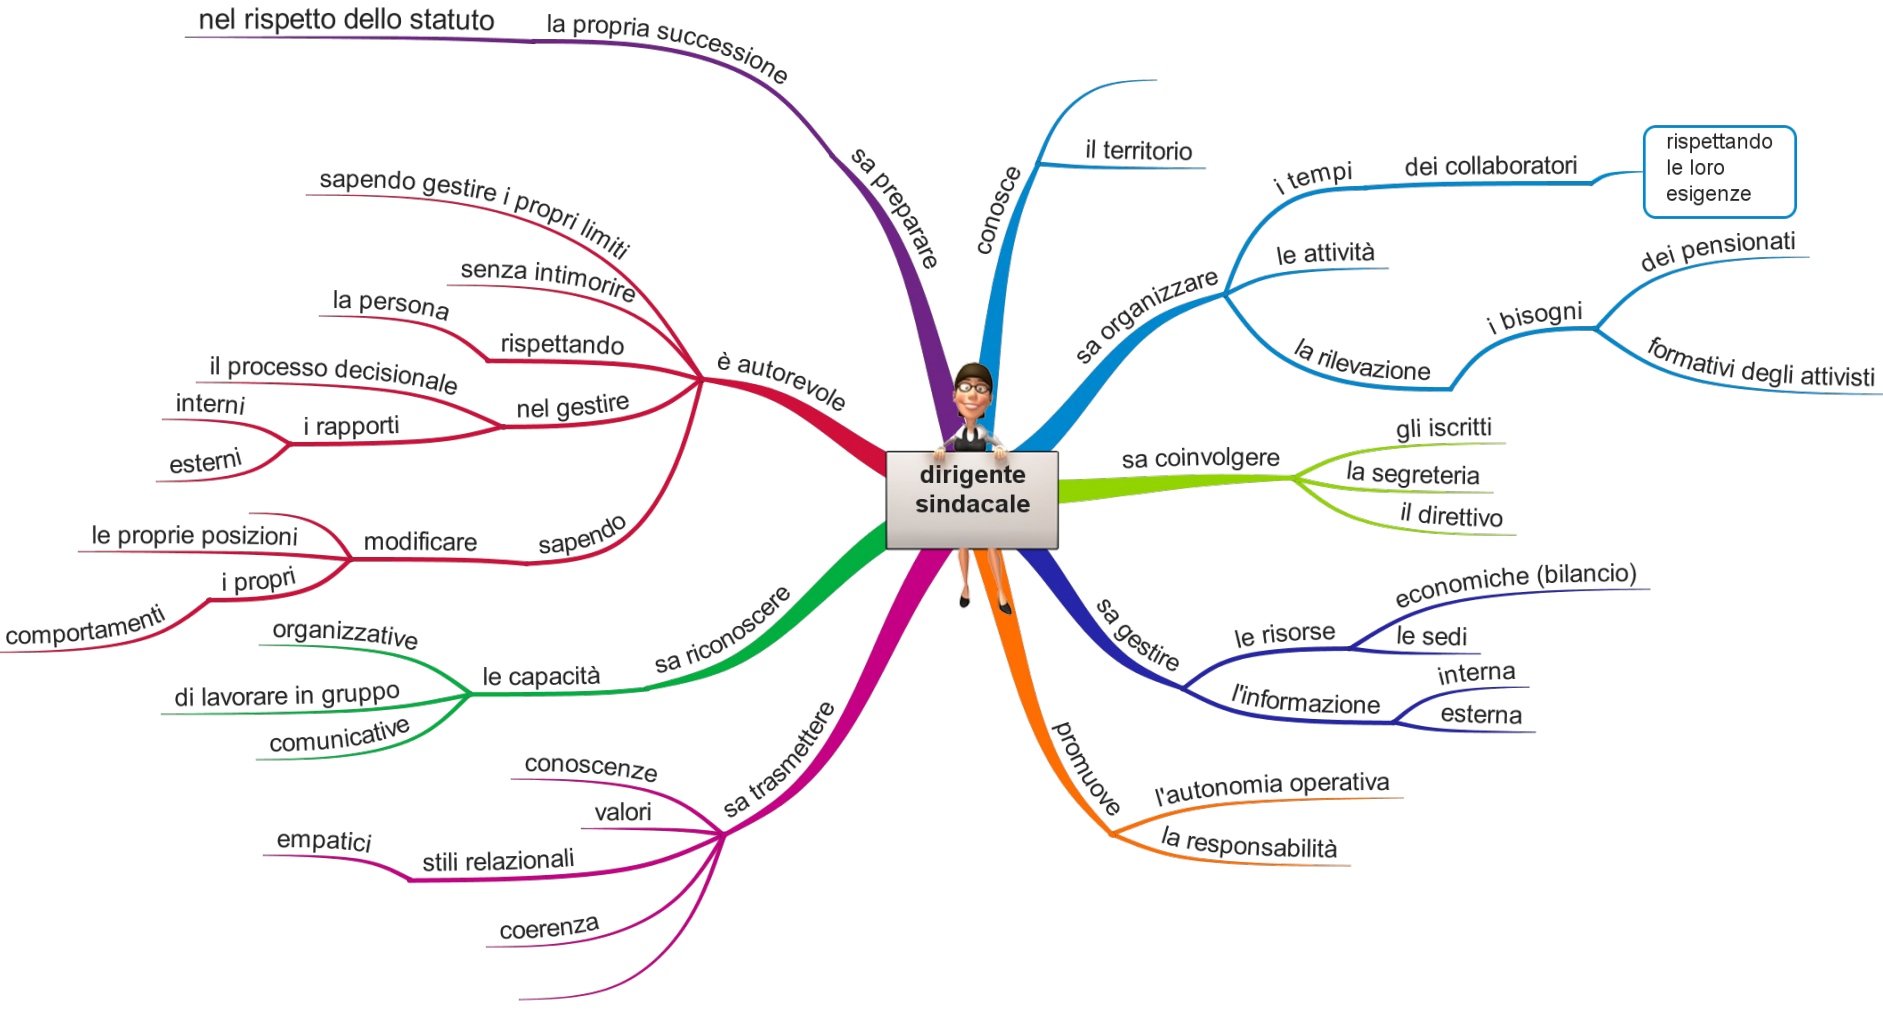 dirigente
sindacale
conosce
il territorio
sa organizzare
i tempi
dei collaboratori
rispettando
le loro
esigenze
le attività
la rilevazione
i bisogni
dei pensionati
formativi degli attivisti
sa coinvolgere
gli iscritti
la segreteria
il direttivo
sa gestire
le risorse
economiche (bilancio)
le sedi
l'informazione
interna
esterna
promuove
l'autonomia operativa
la responsabilità
sa trasmettere
conoscenze
valori
stili relazionali
empatici
coerenza
sa riconoscere
le capacità
organizzative
di lavorare in gruppo
comunicative
è autorevole
sapendo gestire i propri limiti
senza intimorire
rispettando
la persona
nel gestire
il processo decisionale
i rapporti
interni
esterni
sapendo
modificare
le proprie posizioni
i propri
comportamenti
sa preparare
la propria successione
nel rispetto dello statuto